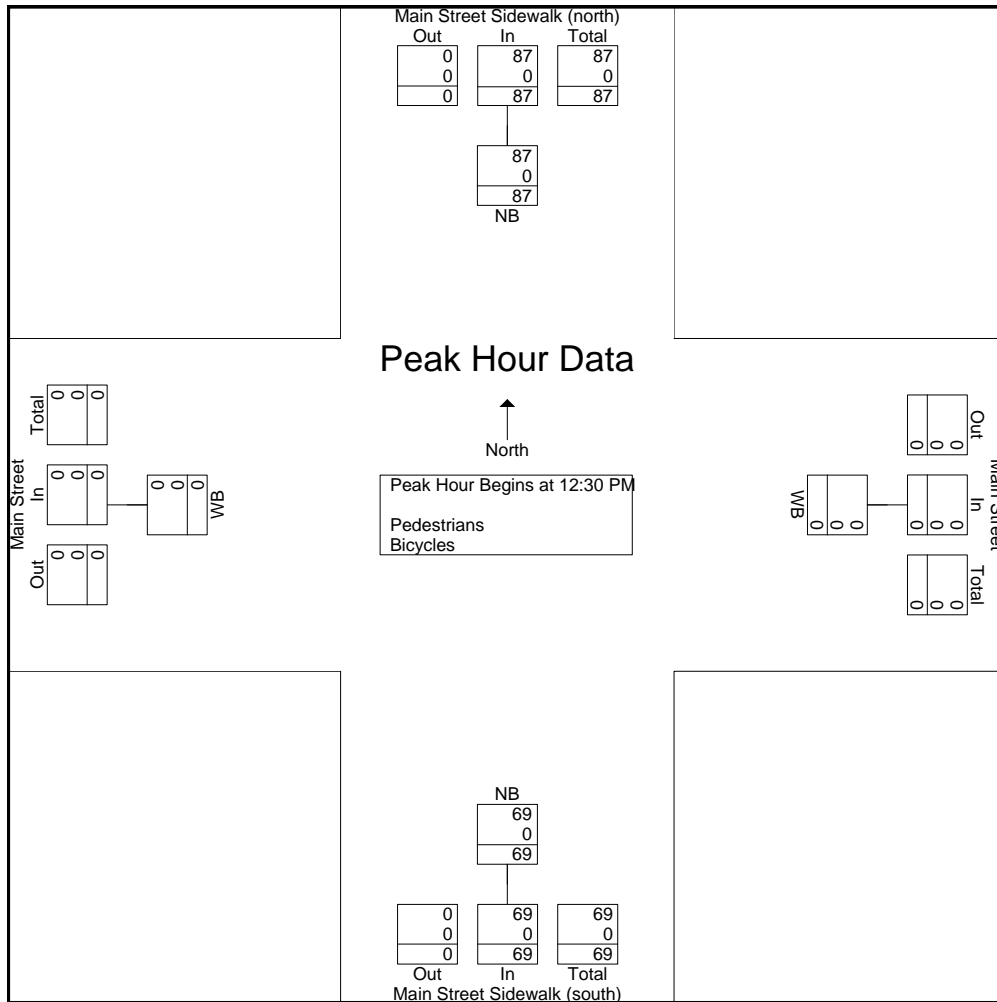 Main Street Sidewalk (north)
Out In Total
0 87 87
0 0 0
0 87 87
87
0
87
NB
Peak Hour Data
North
Peak Hour Begins at 12:30 PM
Pedestrians
Bicycles
Main Street
Total
0 0 0
In
0 0 0
Out
0 0 0
WB
0 0 0
Main Street
Out
0 0 0
In
0 0 0
Total
0 0 0
WB
0 0 0
NB
69
0
69
0 69 69
0 0 0
0 69 69
Out In Total
Main Street Sidewalk (south)